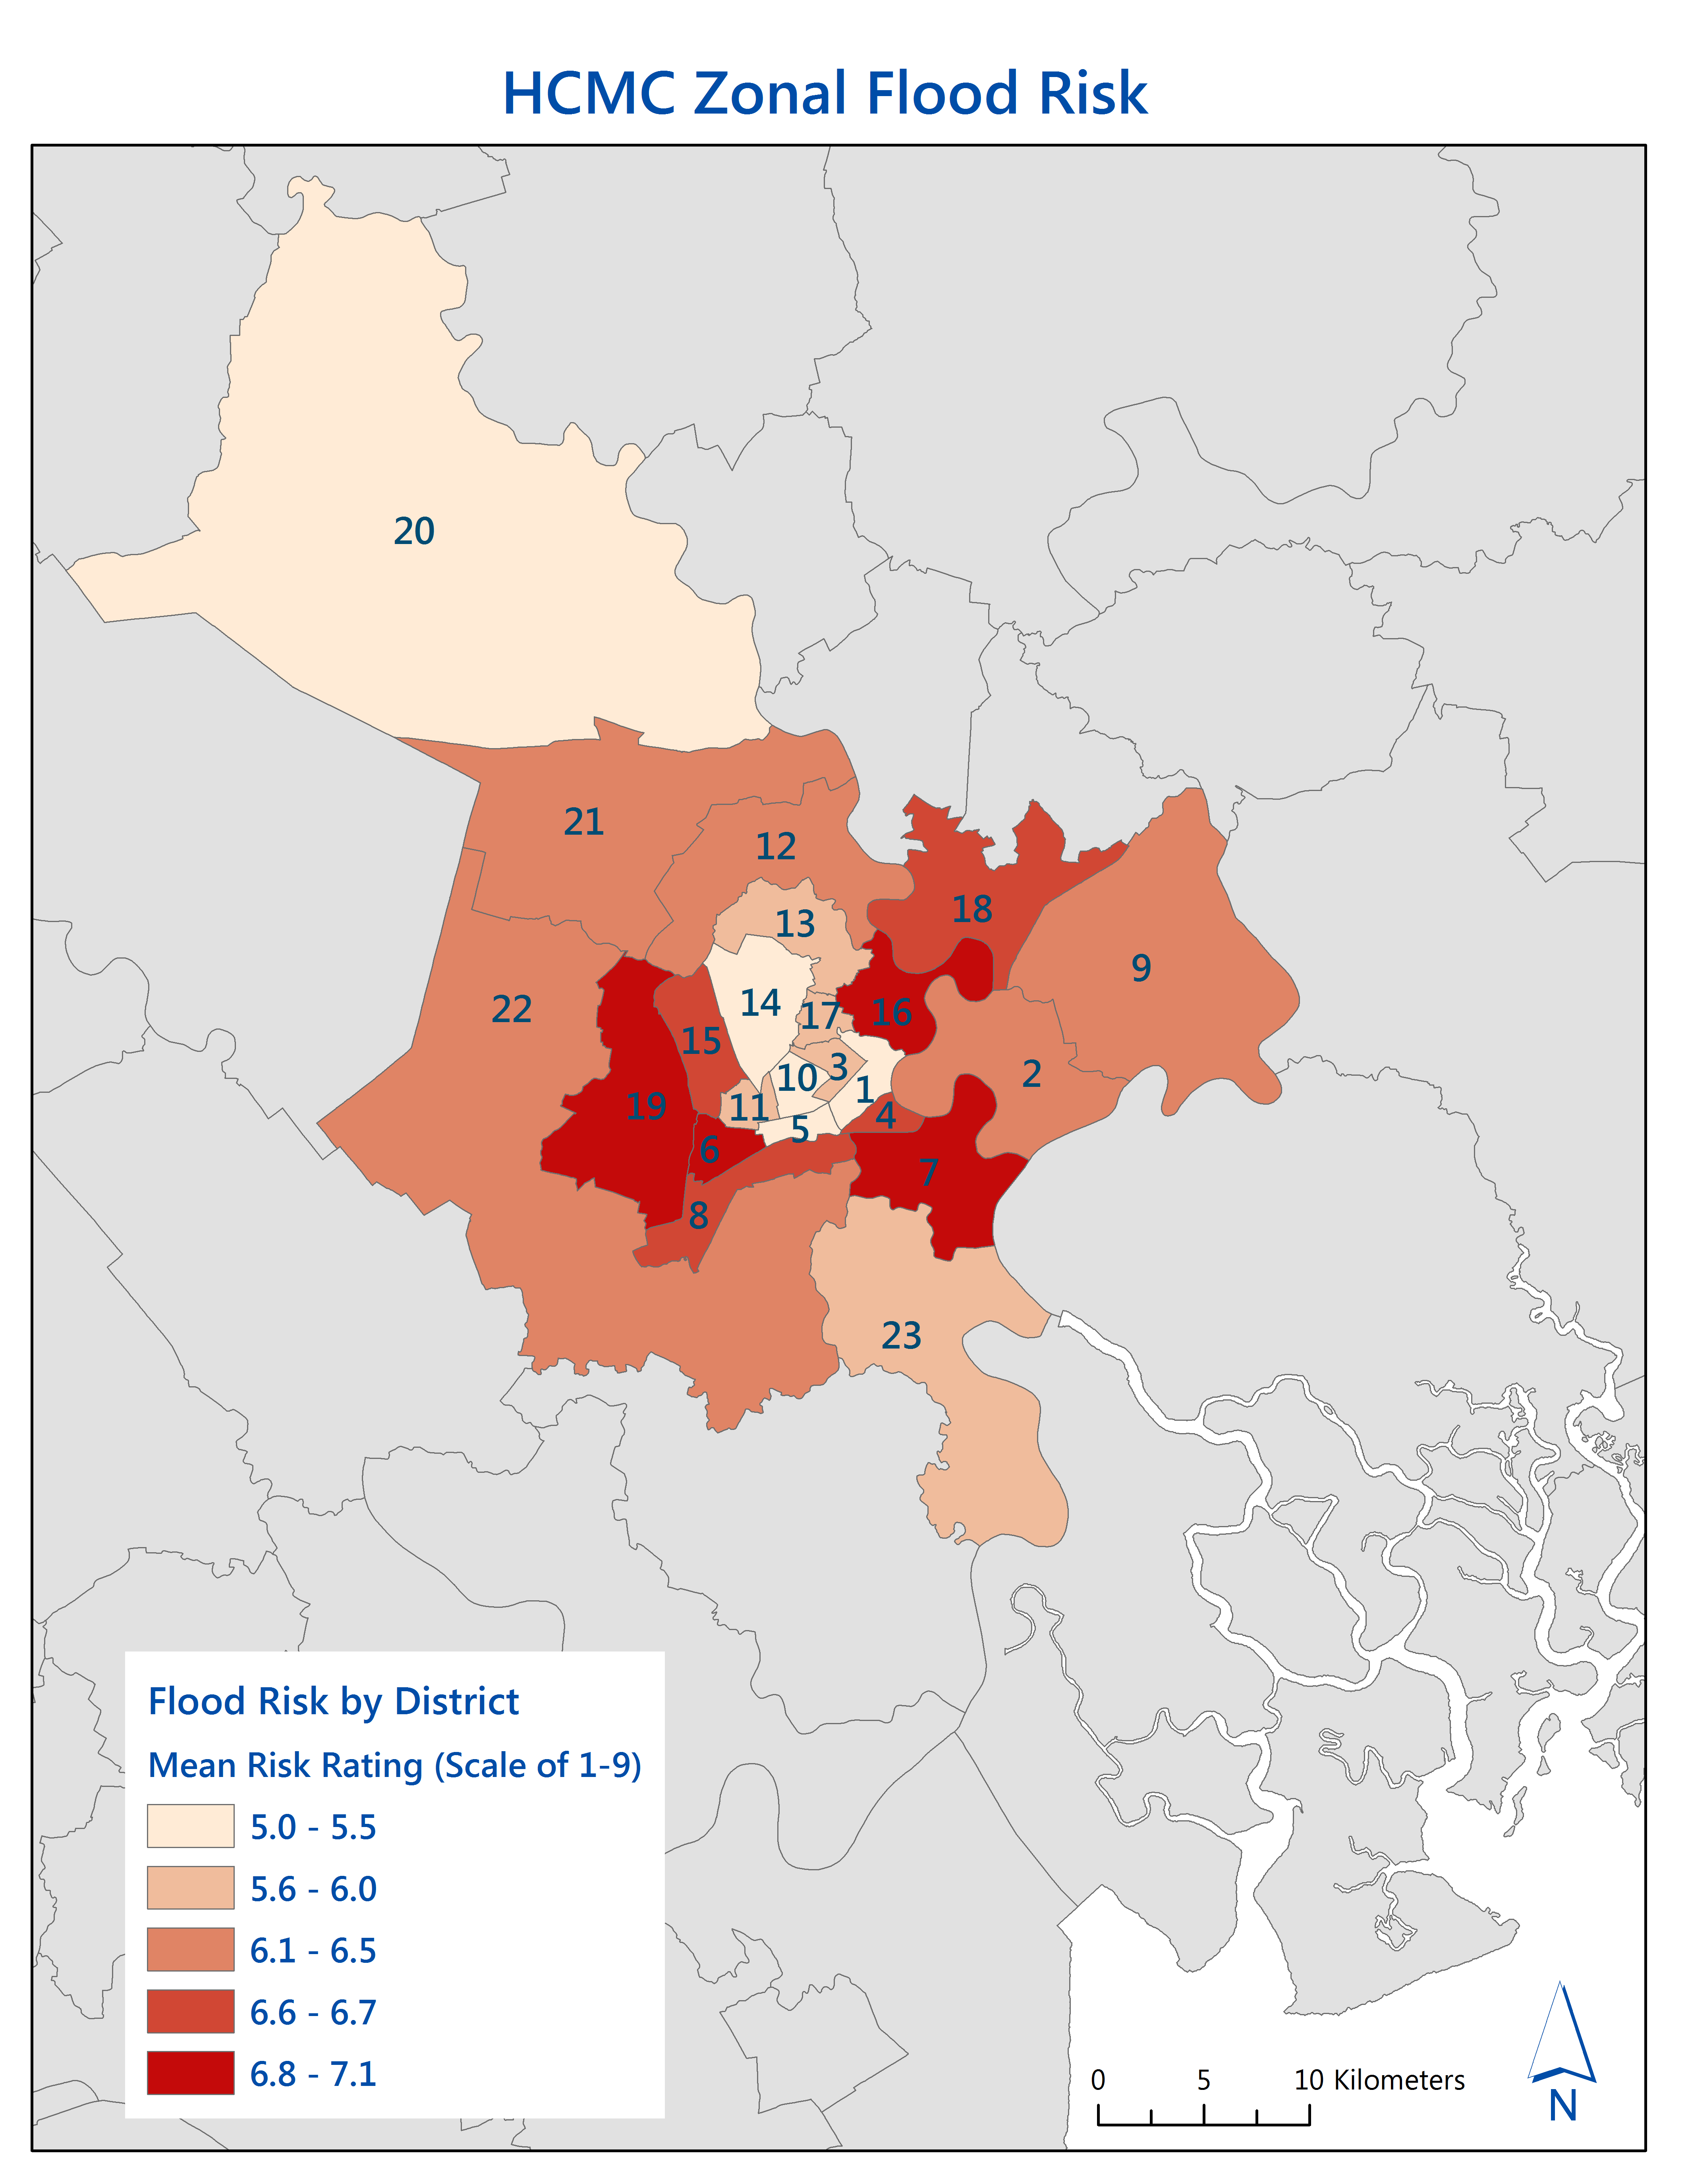 HCMC Zonal Flood Risk
20
21
12
13
18
9
14
22
17
16
15
3
2
10
1
19
11
4
5
6
7
8
23
Flood Risk by District
Mean Risk Rating (Scale of 1-9)
5.0 - 5.5
5.6 - 6.0
6.1 - 6.5
6.6 - 6.7
6.8 - 7.1
0 5 10 Kilometers
N